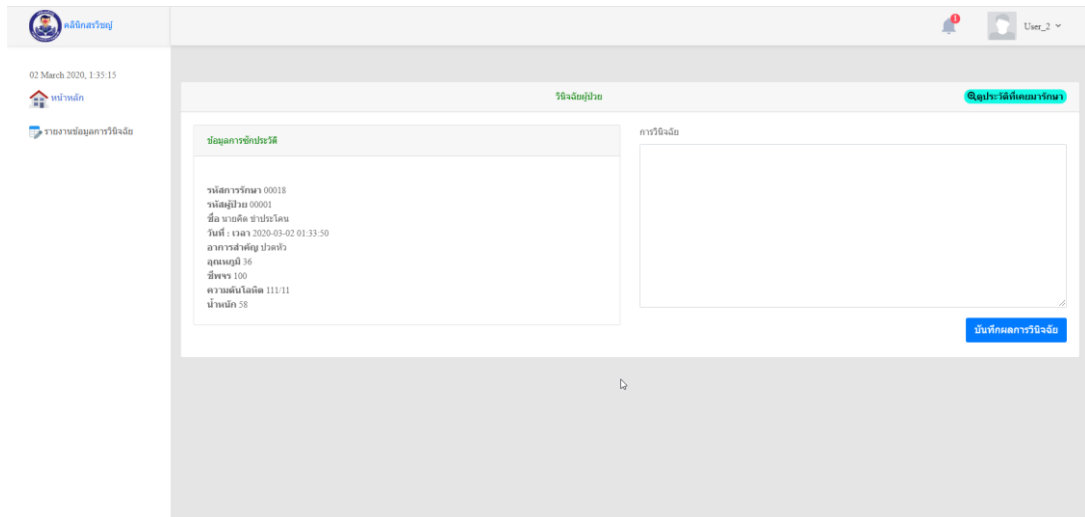 คลินิกสรวิชญ์
1
User_2
02 March 2020, 1:35:15
หน้าหลัก
รายงานข้อมูลการวินิจฉัย
วินิจฉัยผู้ป่วย
ดูประวัติที่เคยมารักษา
ข้อมูลการซักประวัติ
รหัสการรักษา 00018
รหัสผู้ป่วย 00001
ชื่อ นายคิด ชำประโคน
วันที่ : เวลา 2020-03-02 01:33:50
อาการสำคัญ ปวดหัว
อุณหภูมิ 36
ชีพจร 100
ความดันโลหิต 111/11
น้ำหนัก 58
การวินิจฉัย
บันทึกผลการวินิจฉัย